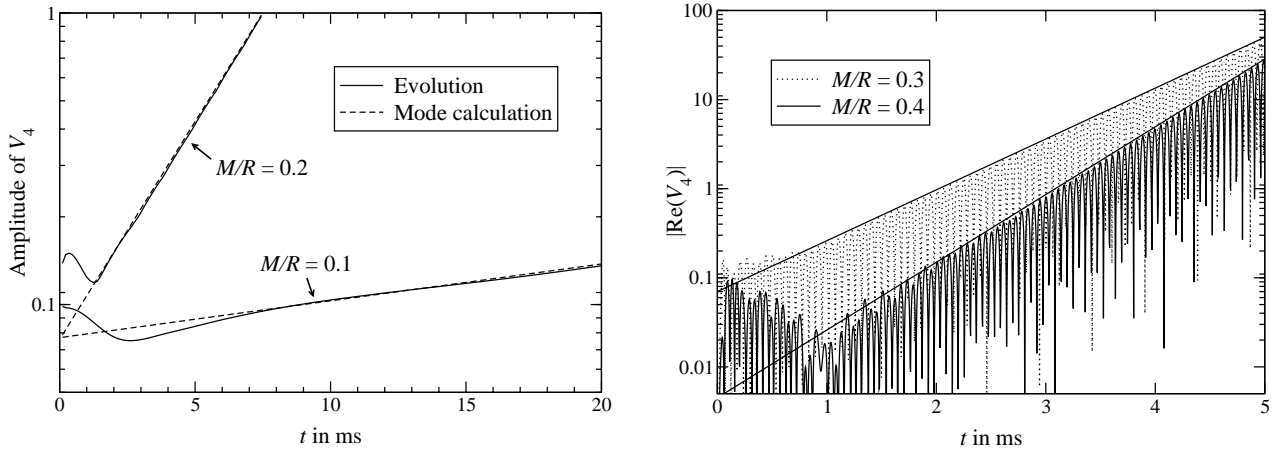 1
0.1
Amplitude of V4
Evolution
Mode calculation
M/R = 0.2
M/R = 0.1
0
5
10
15
20
t in ms
100
10
1
0.1
0.01
|Re(V4)|
M/R = 0.3
M/R = 0.4
0
1
2
3
4
5
t in ms